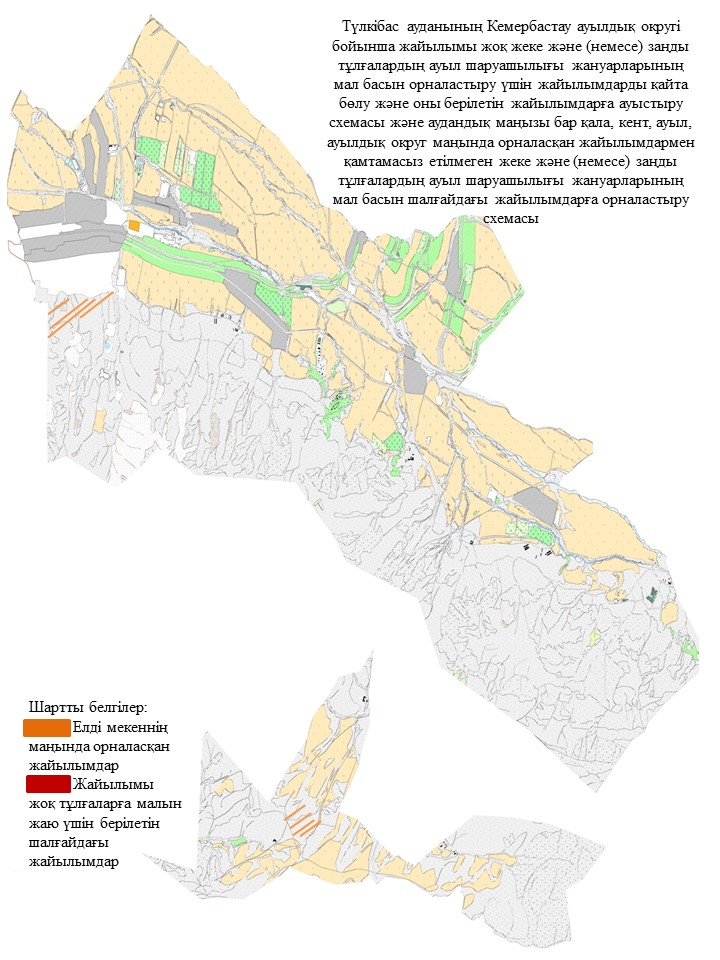 Түлкібас ауданының Кемербастау ауылдық округі
бойынша жайылымы жоқ жеке және (немесе) заңды
тұлғалардың ауыл шаруашылығы жануарларының
мал басын орналастыру үшін жайылымдарды қайта
бөлу және оны берілетін жайылымдарға ауыстыру
схемасы және аудандық маңызы бар қала, кент, ауыл,
ауылдық округ маңында орналасқан жайылымдармен
қамтамасыз етілмеген жеке және (немесе) заңды
тұлғалардың ауыл шаруашылығы жануарларының
мал басын шалғайдағы жайылымдарға орналастыру
схемасы
Шартты белгілер:
Елді мекеннің
маңында орналасқан
жайылымдар
Жайылымы
жоқ тұлғаларға малын
жаю үшін берілетін
шалғайдағы
жайылымдар